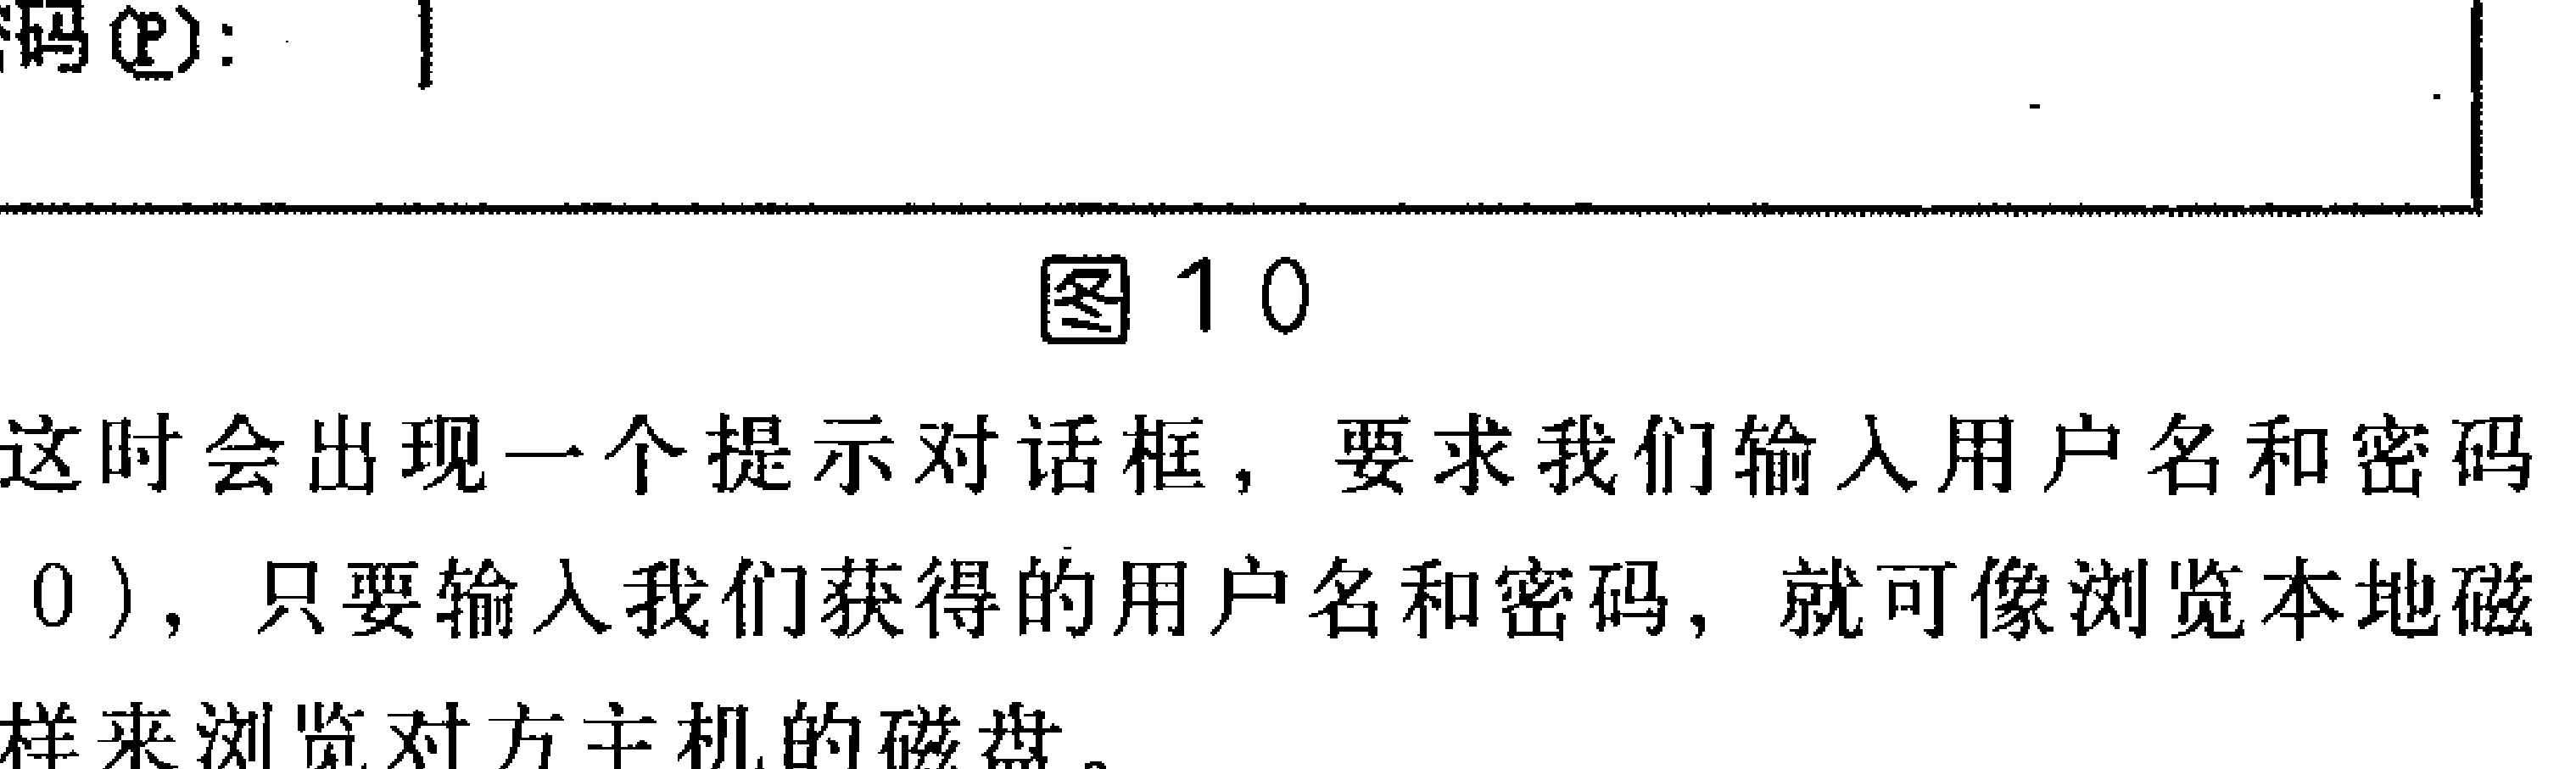 密码(P):
图10
这时会出现一个提示对话框，要求我们输入用户名和密码
0)，只要输入我们获得的用户名和密码，就可像浏览本地磁
样来浏览对方主机的磁盘。